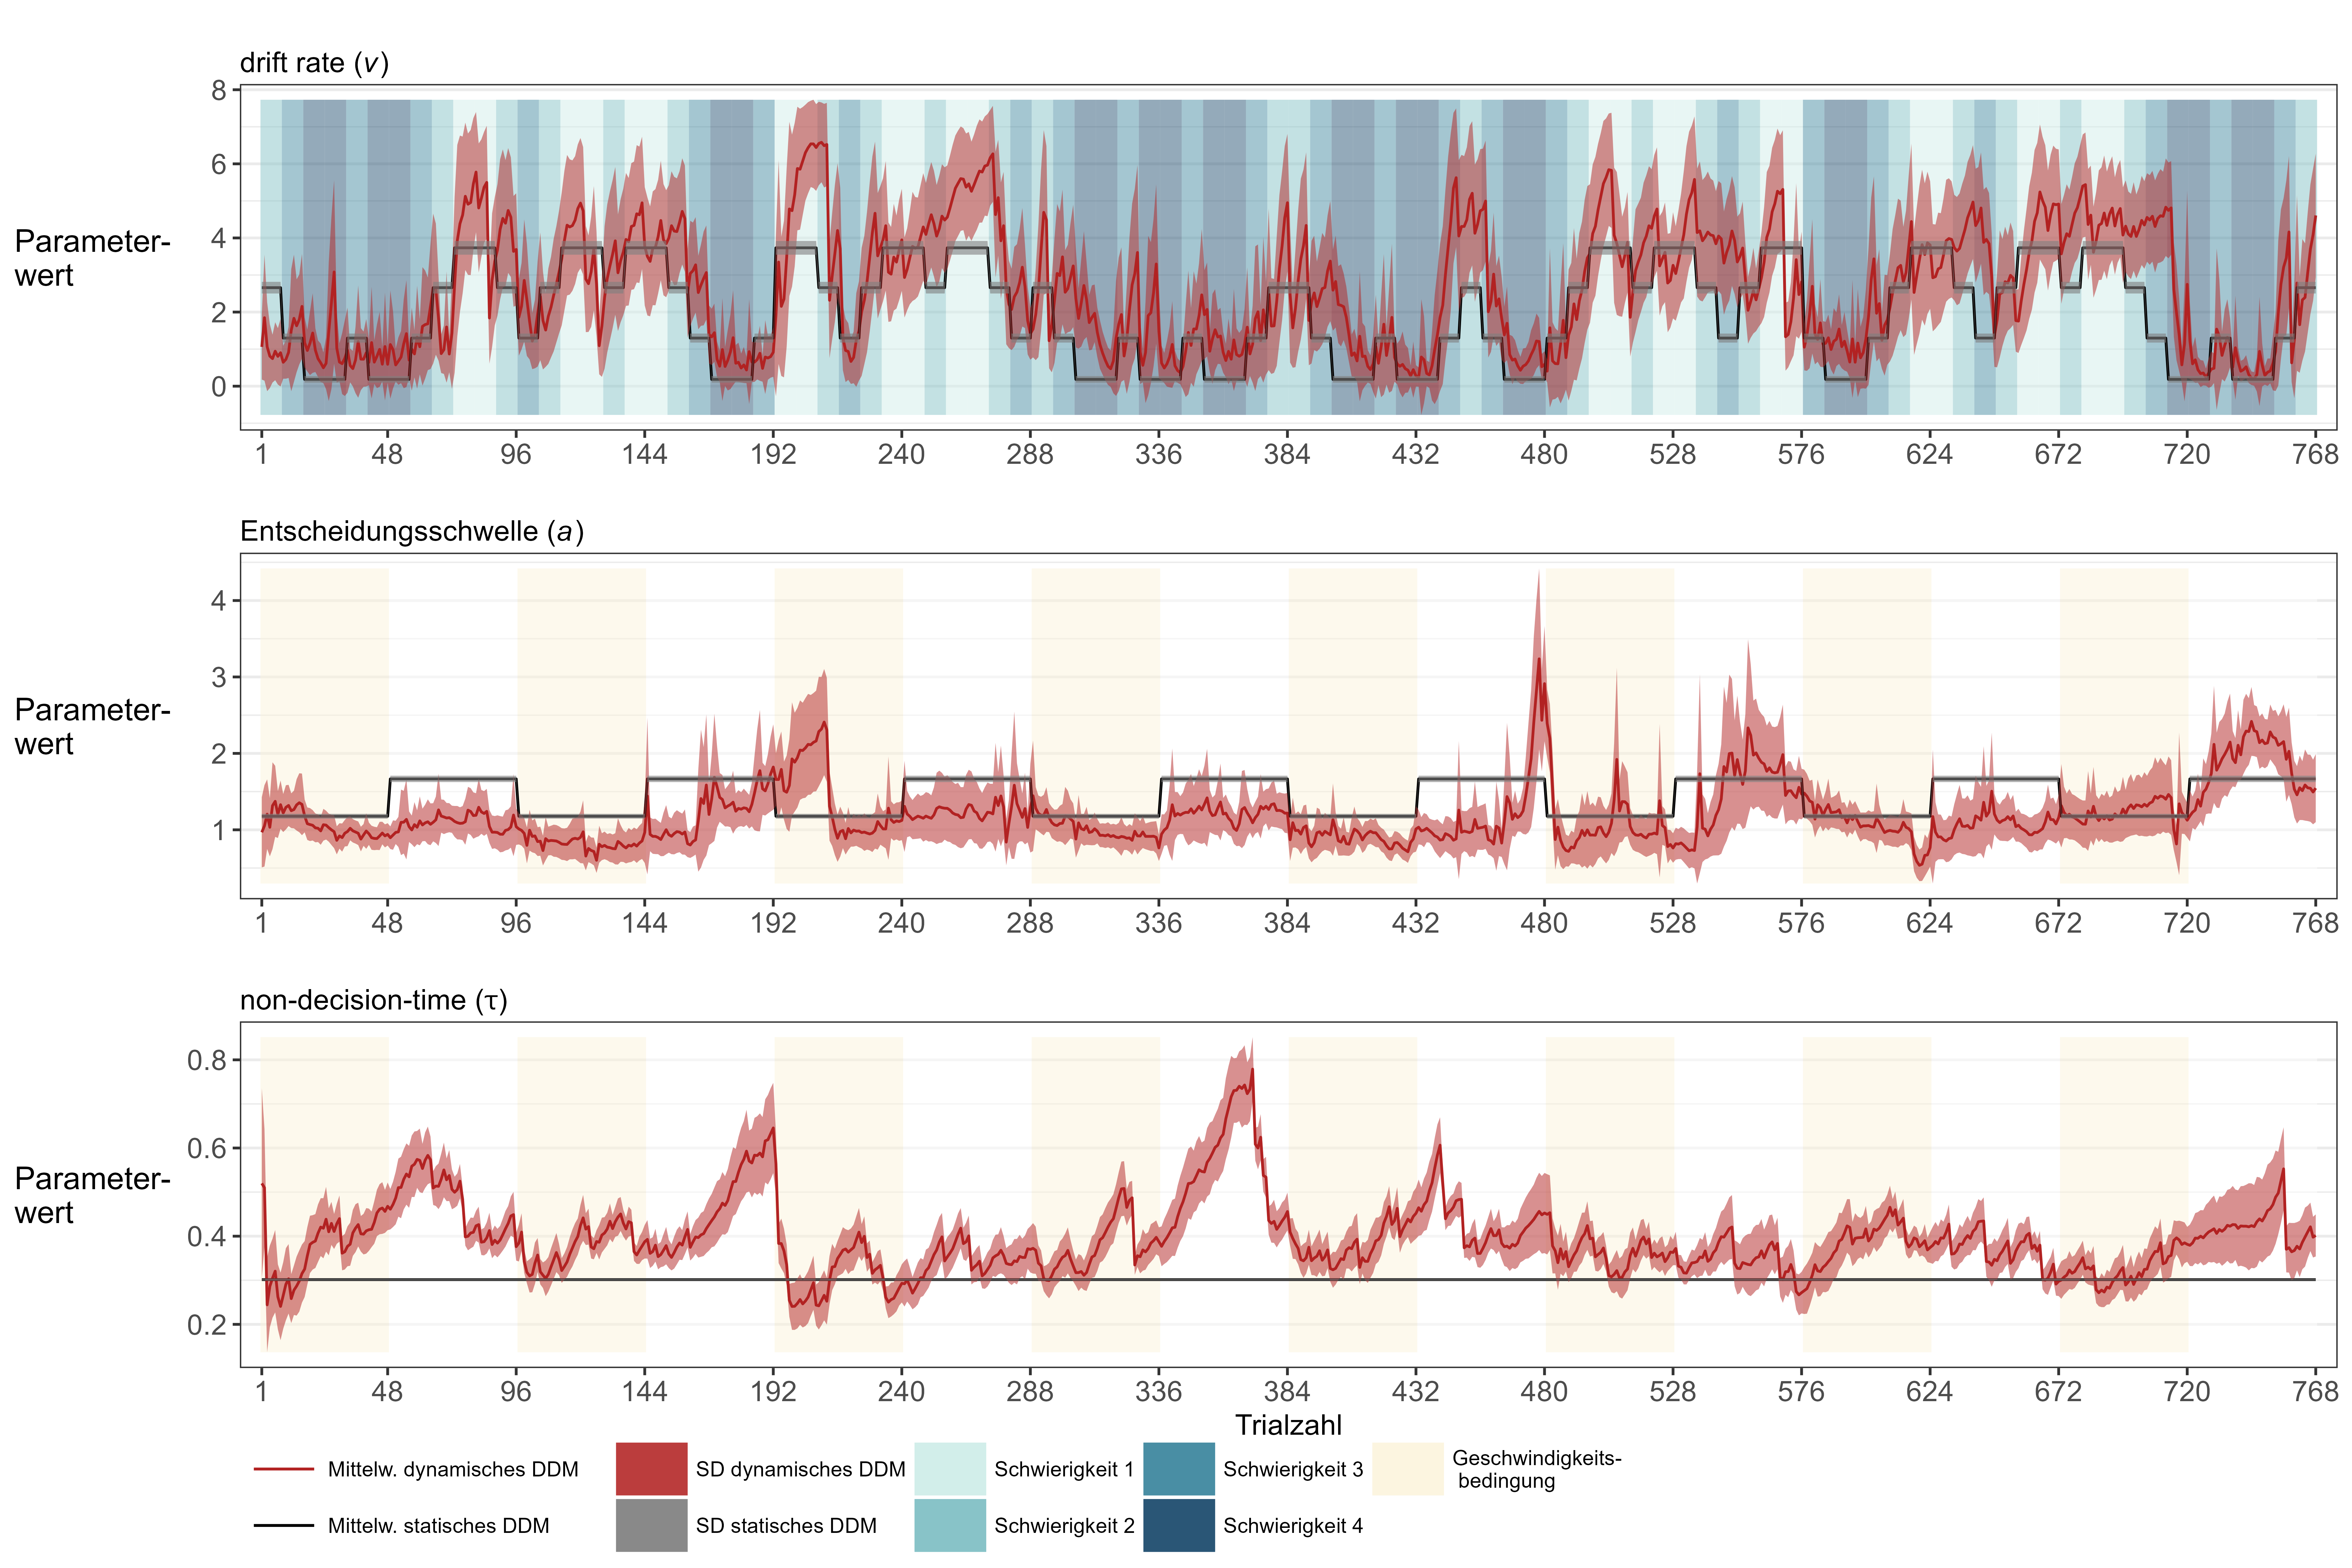 drift rate (v)
8
6
4
2
0
Parameter-
wert
1 48 96 144 192 240 288 336 384 432 480 528 576 624 672 720 768
Entscheidungsschwelle (a)
4
3
2
1
Parameter-
wert
1 48 96 144 192 240 288 336 384 432 480 528 576 624 672 720 768
non-decision-time (τ)
0.8
0.6
0.4
0.2
Parameter-
wert
1 48 96 144 192 240 288 336 384 432 480 528 576 624 672 720 768
Trialzahl
Mittelw. dynamisches DDM
Mittelw. statisches DDM
SD dynamisches DDM
SD statisches DDM
Schwierigkeit 1
Schwierigkeit 2
Schwierigkeit 3
Schwierigkeit 4
Geschwindigkeits-
bedingung